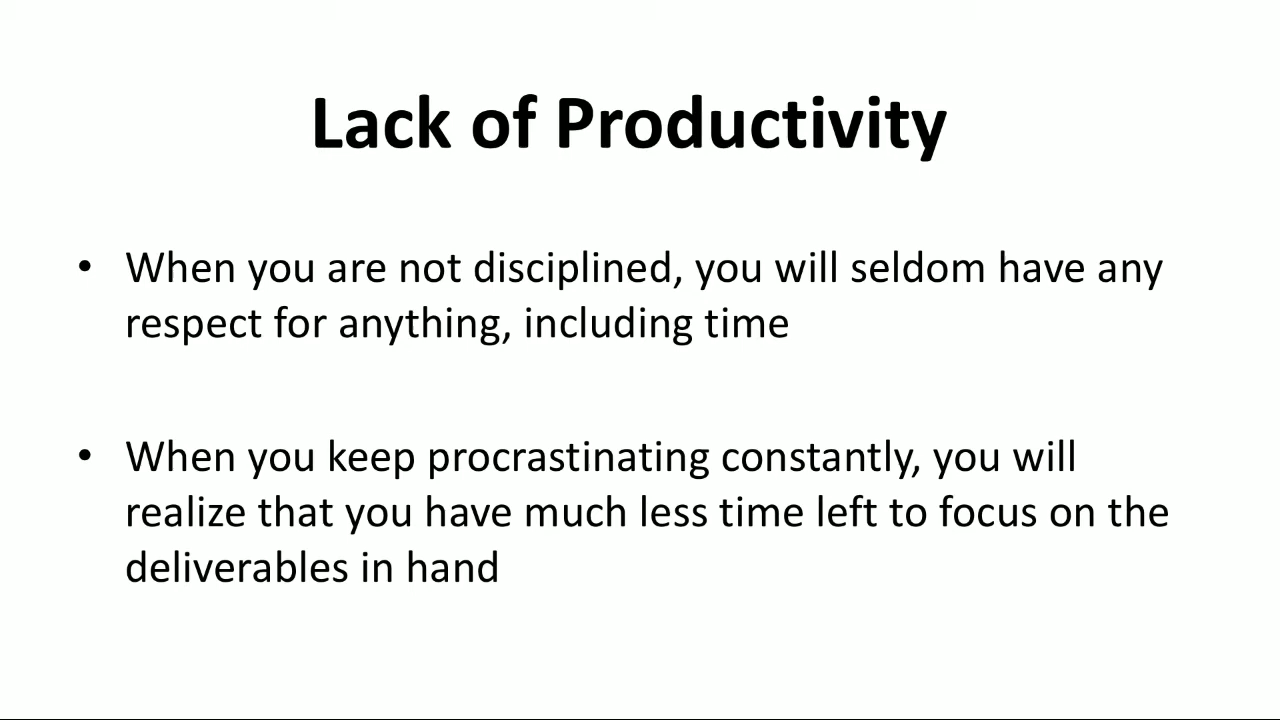 Lack of Productivity
• When you are not disciplined, you will seldom have any
respect for anything, including time
• When you keep procrastinating constantly, you will
realize that you have much less time left to focus on the
deliverables in hand